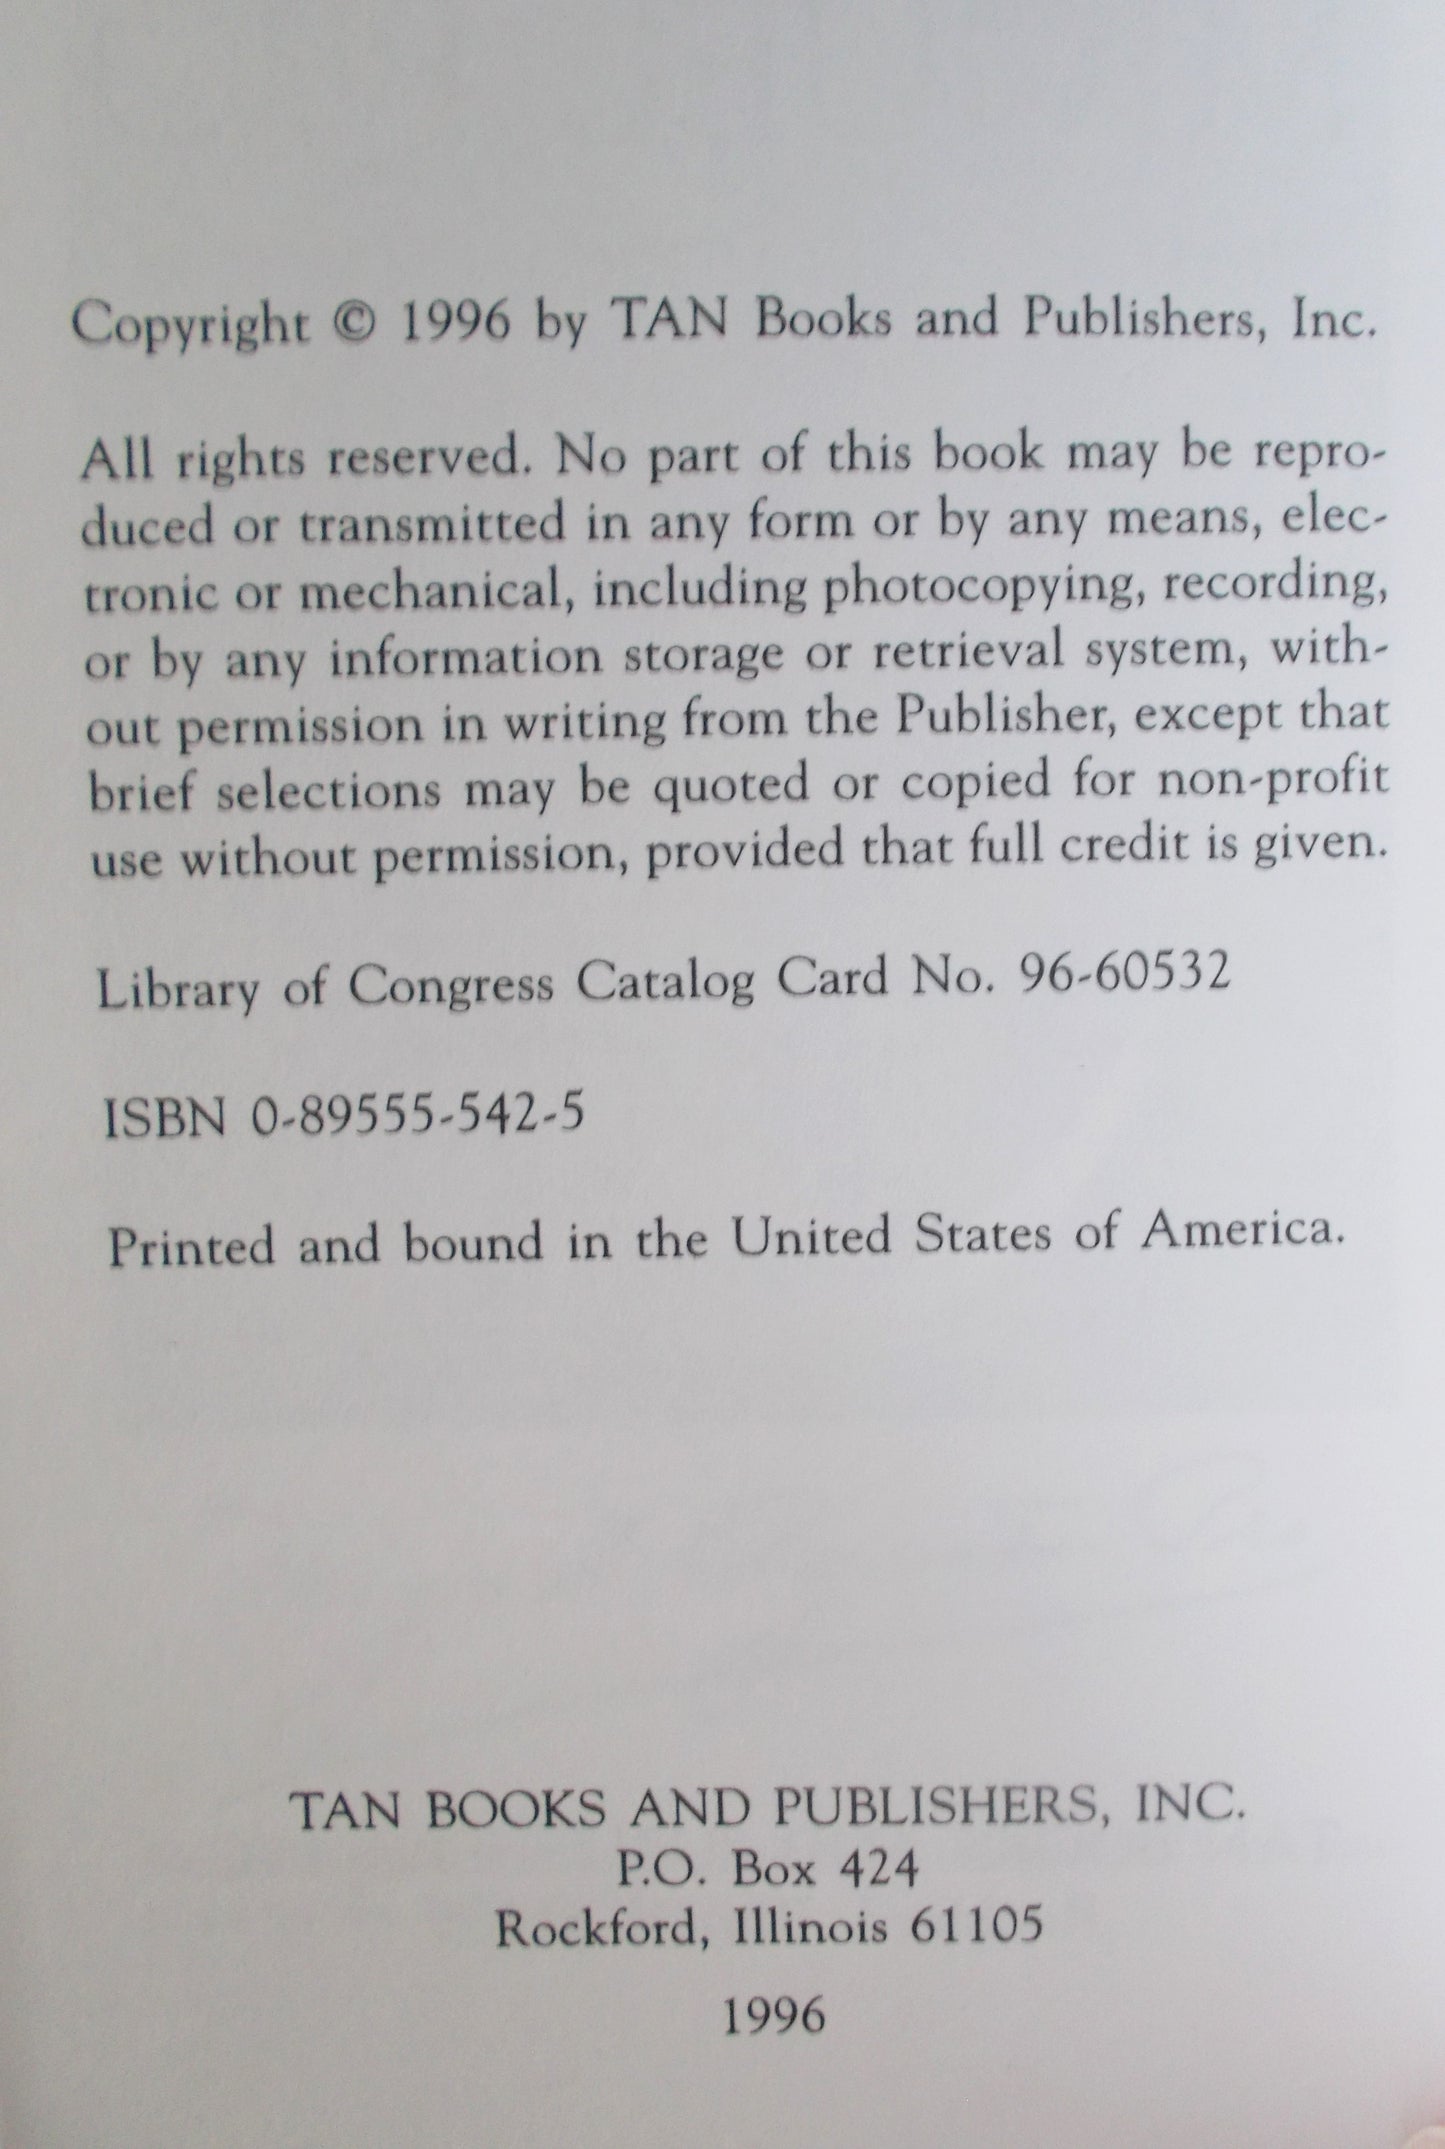 Copyright © 1996 by TAN Books and Publishers, Inc.
All rights reserved. No part of this book may be repro-
duced or transmitted in any form or by any means, elec-
tronic or mechanical, including photocopying, recording,
or by any information storage or retrieval system, with-
out permission in writing from the Publisher, except that
brief selections may be quoted or copied for non-profit
use without permission, provided that full credit is given.
Library of Congress Catalog Card No. 96-60532
ISBN 0-89555-542-5
Printed and bound in the United States of America.
TAN BOOKS AND PUBLISHERS, INC.
P.O. Box 424
Rockford, Illinois 61105
1996